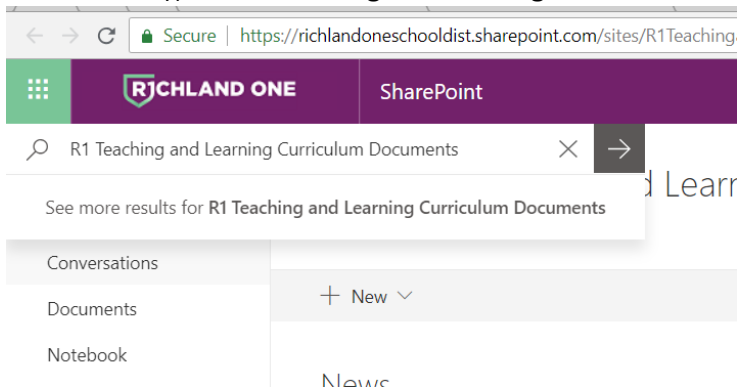 Secure | https://richlandoneschooldist.sharepoint.com/sites/R1Teaching
RICHLAND ONE SharePoint
R1 Teaching and Learning Curriculum Documents
d Learn
See more results for R1 Teaching and Learning Curriculum Documents
Conversations
+ New
Documents
Notebook
News